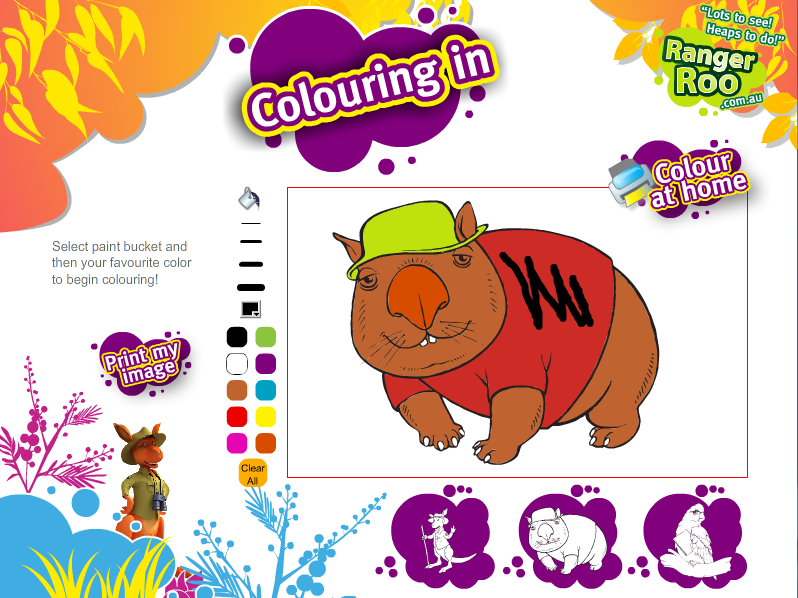 Colouring in
"Lots to see!
Heaps to do!"
Ranger
Roo
.com.au
Colour
at home
Select paint bucket and
then your favourite color
to begin colouring!
Print my
image
Clear
All